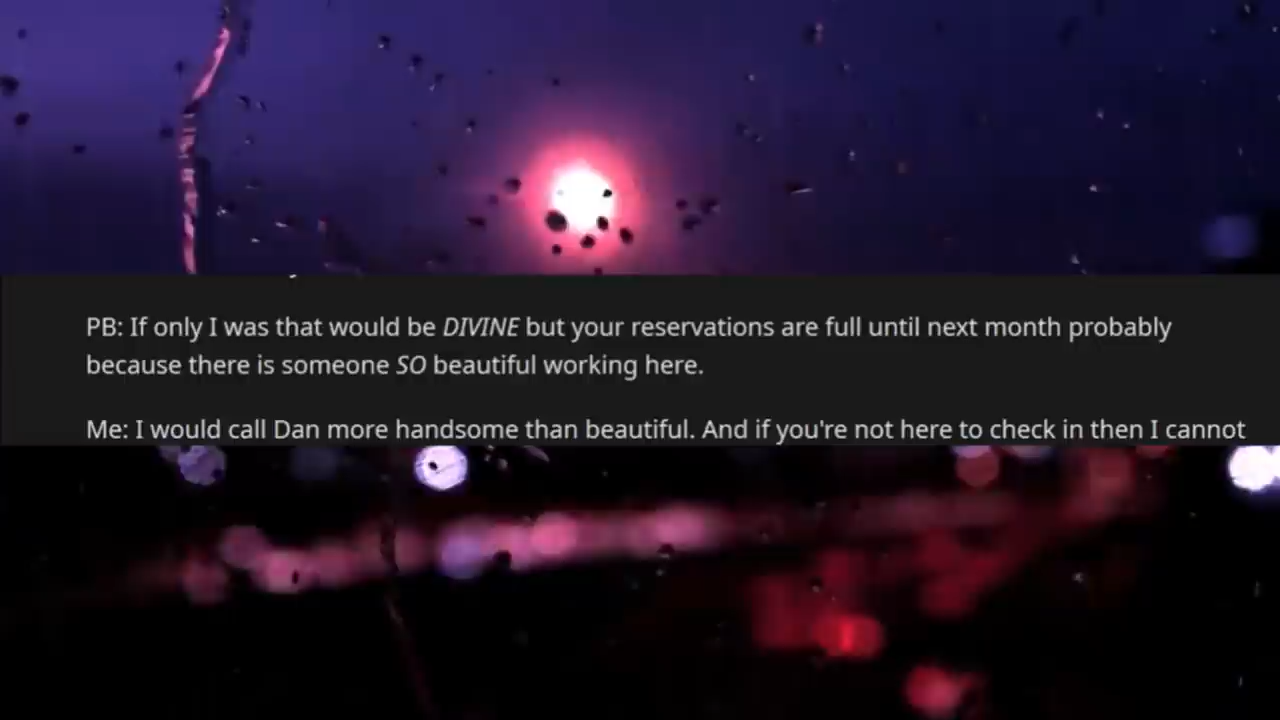 PB: If only I was that would be DIVINE but your reservations are full until next month probably
because there is someone SO beautiful working here.
Me: I would call Dan more handsome than beautiful. And if you're not here to check in then I cannot